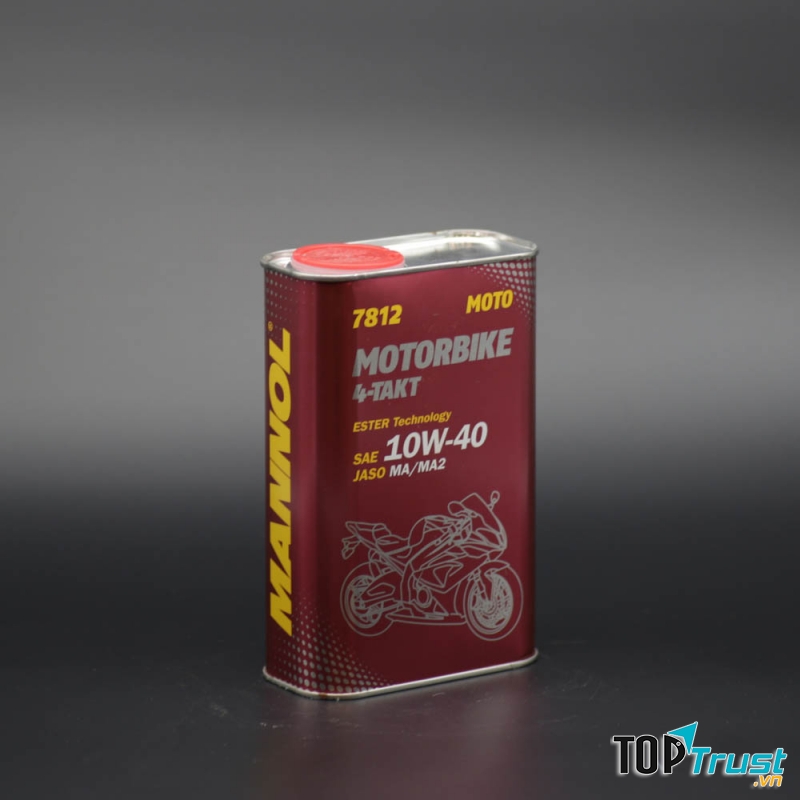 MANNOL®
7812 MOTO
MOTORBIKE
4-TAKT
ESTER Technology
SAE 10W-40
JASO MA/MA2
TOPTrust.vn